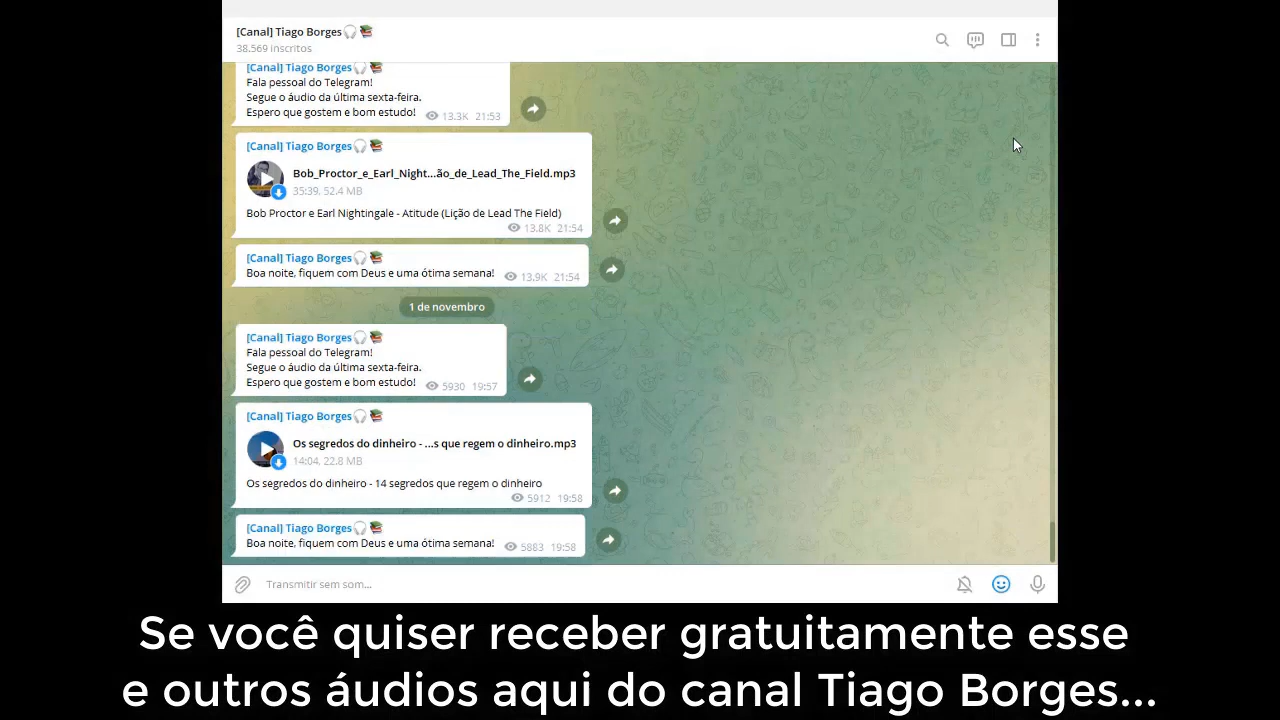 [Canal] Tiago Borges🎧 📚
38.569 inscritos
[Canal] Tiago Borges🎧 📚
Fala pessoal do Telegram!
Segue o áudio da última sexta-feira.
Espero que gostem e bom estudo! 13.3K 21:53
[Canal] Tiago Borges🎧 📚
Bob_Proctor_e_Earl_Night...ão_de_Lead_The_Field.mp3
35:39, 52.4 MB
Bob Proctor e Earl Nightingale - Atitude (Lição de Lead The Field)
13.8K 21:54
[Canal] Tiago Borges🎧 📚
Boa noite, fiquem com Deus e uma ótima semana! 13.9K 21:54
1 de novembro
[Canal] Tiago Borges🎧 📚
Fala pessoal do Telegram!
Segue o áudio da última sexta-feira.
Espero que gostem e bom estudo! 5930 19:57
[Canal] Tiago Borges🎧 📚
Os segredos do dinheiro - ...s que regem o dinheiro.mp3
14:04, 22.8 MB
Os segredos do dinheiro - 14 segredos que regem o dinheiro
5912 19:58
[Canal] Tiago Borges🎧 📚
Boa noite, fiquem com Deus e uma ótima semana! 5883 19:58
Transmitir sem som...
Se você quiser receber gratuitamente esse
e outros áudios aqui do canal Tiago Borges...